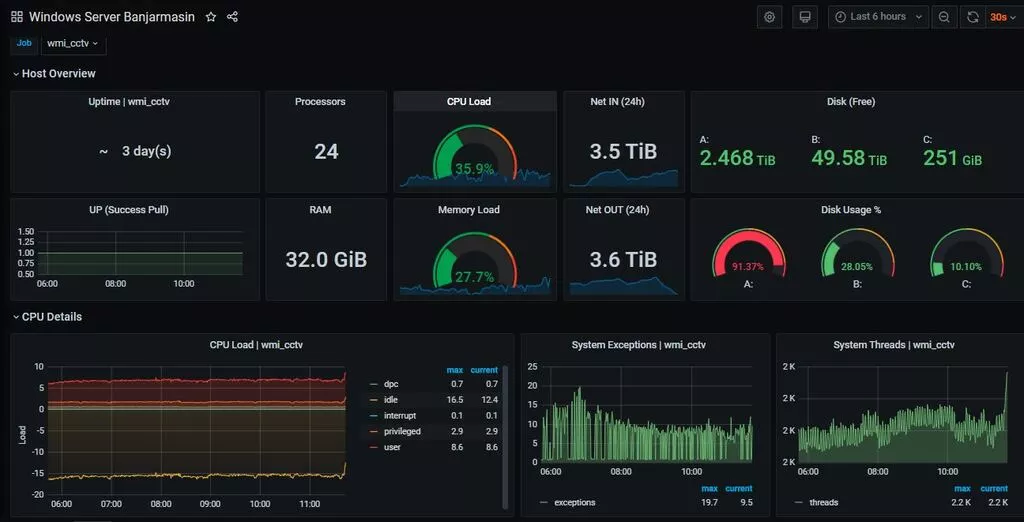 Windows Server Banjarmasin
Last 6 hours
30s
Job wmi_cctv
Host Overview
Uptime | wmi_cctv
~ 3 day(s)
Processors
24
CPU Load
35.9%
Net IN (24h)
3.5 TiB
Disk (Free)
A: B: C:
2.468 TiB 49.58 TiB 251 GiB
UP (Success Pull)
1.50
1.25
1.00
0.75
0.50
06:00 08:00 10:00
RAM
32.0 GiB
Memory Load
27.7%
Net OUT (24h)
3.6 TiB
Disk Usage %
91.37% 28.05% 10.10%
A: B: C:
CPU Details
CPU Load | wmi_cctv
Load
10
5
0
-5
-10
-15
-20
06:00 07:00 08:00 09:00 10:00 11:00
max current
dpc 0.7 0.7
idle 16.5 12.4
interrupt 0.1 0.1
privileged 2.9 2.9
user 8.6 8.6
System Exceptions | wmi_cctv
25
20
15
10
5
0
06:00 08:00 10:00
max current
exceptions 19.7 9.5
System Threads | wmi_cctv
2 K
2 K
2 K
2 K
06:00 08:00 10:00
max current
threads 2.2 K 2.2 K